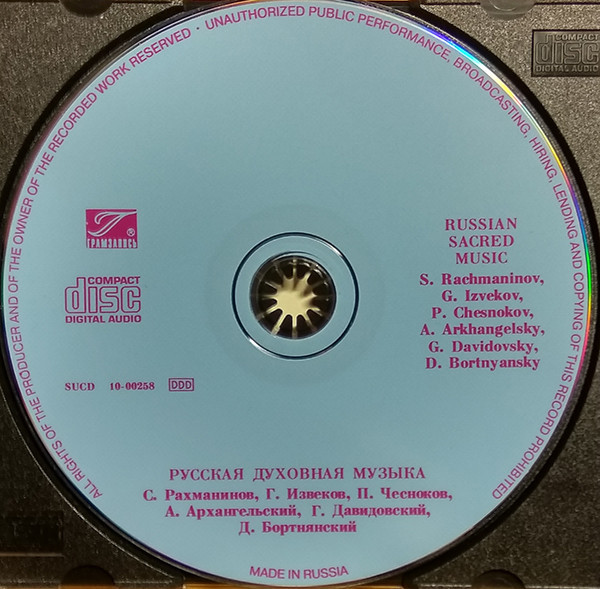 ALL RIGHTS OF THE PRODUCER AND OF THE OWNER OF THE RECORDED WORK RESERVED · UNAUTHORIZED PUBLIC PERFORMANCE, BROADCASTING, HIRING, LENDING AND COPYING OF THIS RECORD PROHIBITED
COMPACT
disc
DIGITAL AUDIO
Г
ГРАМЗАПИСЬ
®
COMPACT
disc
DIGITAL AUDIO
SUCD 10-00258 DDD
RUSSIAN
SACRED
MUSIC
S. Rachmaninov,
G. Izvekov,
P. Chesnokov,
A. Arkhangelsky,
G. Davidovsky,
D. Bortnyansky
РУССКАЯ ДУХОВНАЯ МУЗЫКА
С. Рахманинов, Г. Извеков, П. Чесноков,
А. Архангельский, Г. Давидовский,
Д. Бортнянский
MADE IN RUSSIA